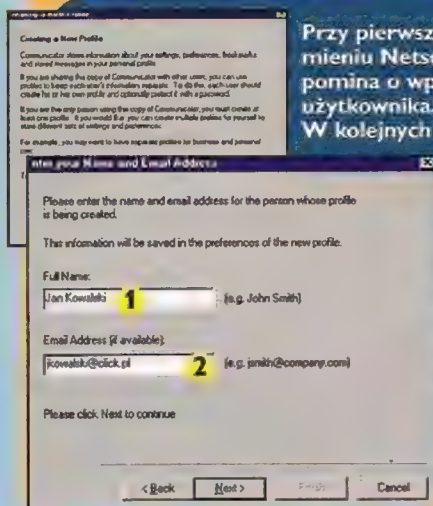 Creating a New Profile
Creating a New Profile
Communicator stores information about your settings, preferences, bookmarks
and stored messages in your personal profile.
If you are sharing this copy of Communicator with other users, you can use
profiles to keep each user's information separate. To do this, each user should
create his or her own profile and optionally protect it with a password.
If you are the only person using this copy of Communicator, you must create at
least one profile. If you would like you can create multiple profiles for yourself to
store different sets of settings and preferences.
For example, you may want to have separate profiles for business and personal
use.
Przy pierwsz
mieniu Netsc
pomina o wp
użytkownika.
W kolejnych
Enter your Name and Email Address
Please enter the name and email address for the person whose profile
is being created.
This information will be saved in the preferences of the new profile.
Full Name:
Jan Kowalski 1 (e.g. John Smith)
Email Address (if available):
jkowalski@click.pl 2 (e.g. jsmith@company.com)
Please click Next to continue
< Back Next > Finish Cancel